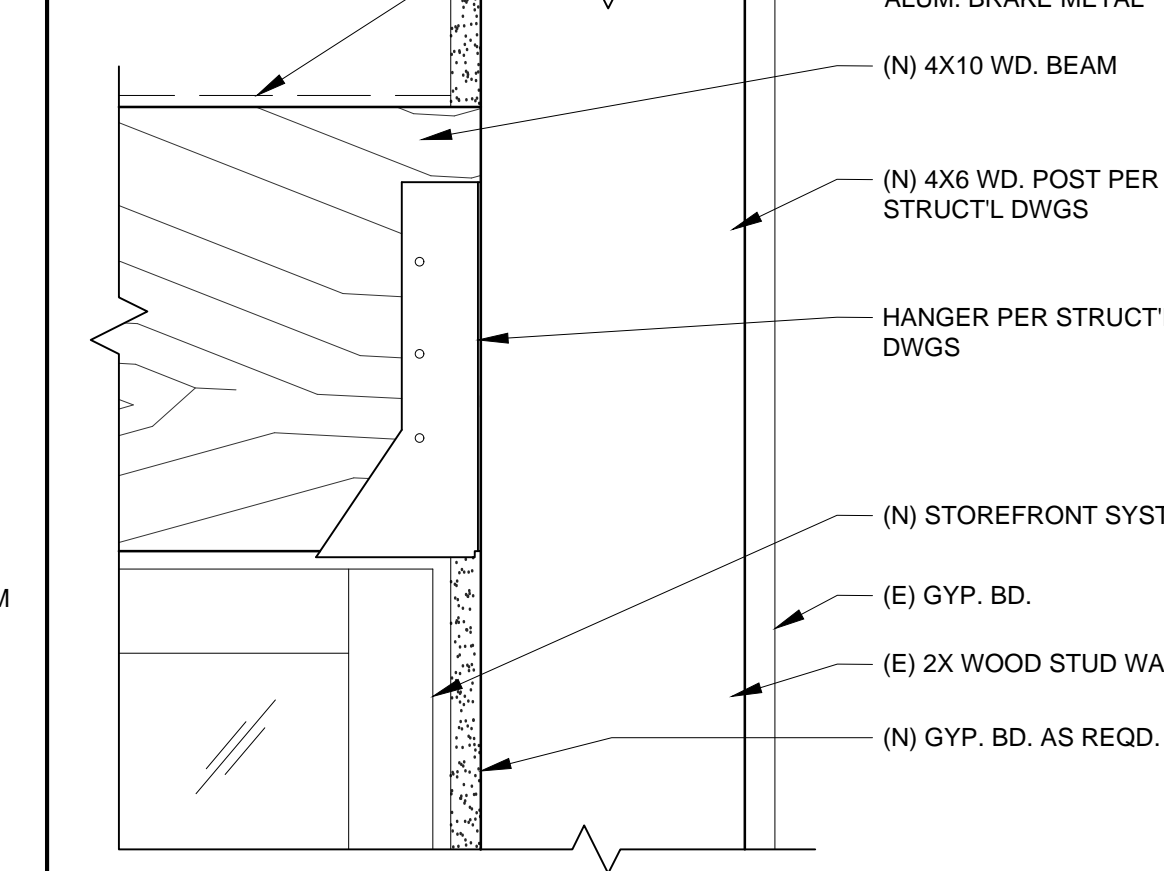 ALUM. BRAKE METAL
(N) 4X10 WD. BEAM
(N) 4X6 WD. POST PER
STRUCT'L DWGS
HANGER PER STRUCT'
DWGS
(N) STOREFRONT SYST
M
(E) GYP. BD.
(E) 2X WOOD STUD WA
(N) GYP. BD. AS REQD.